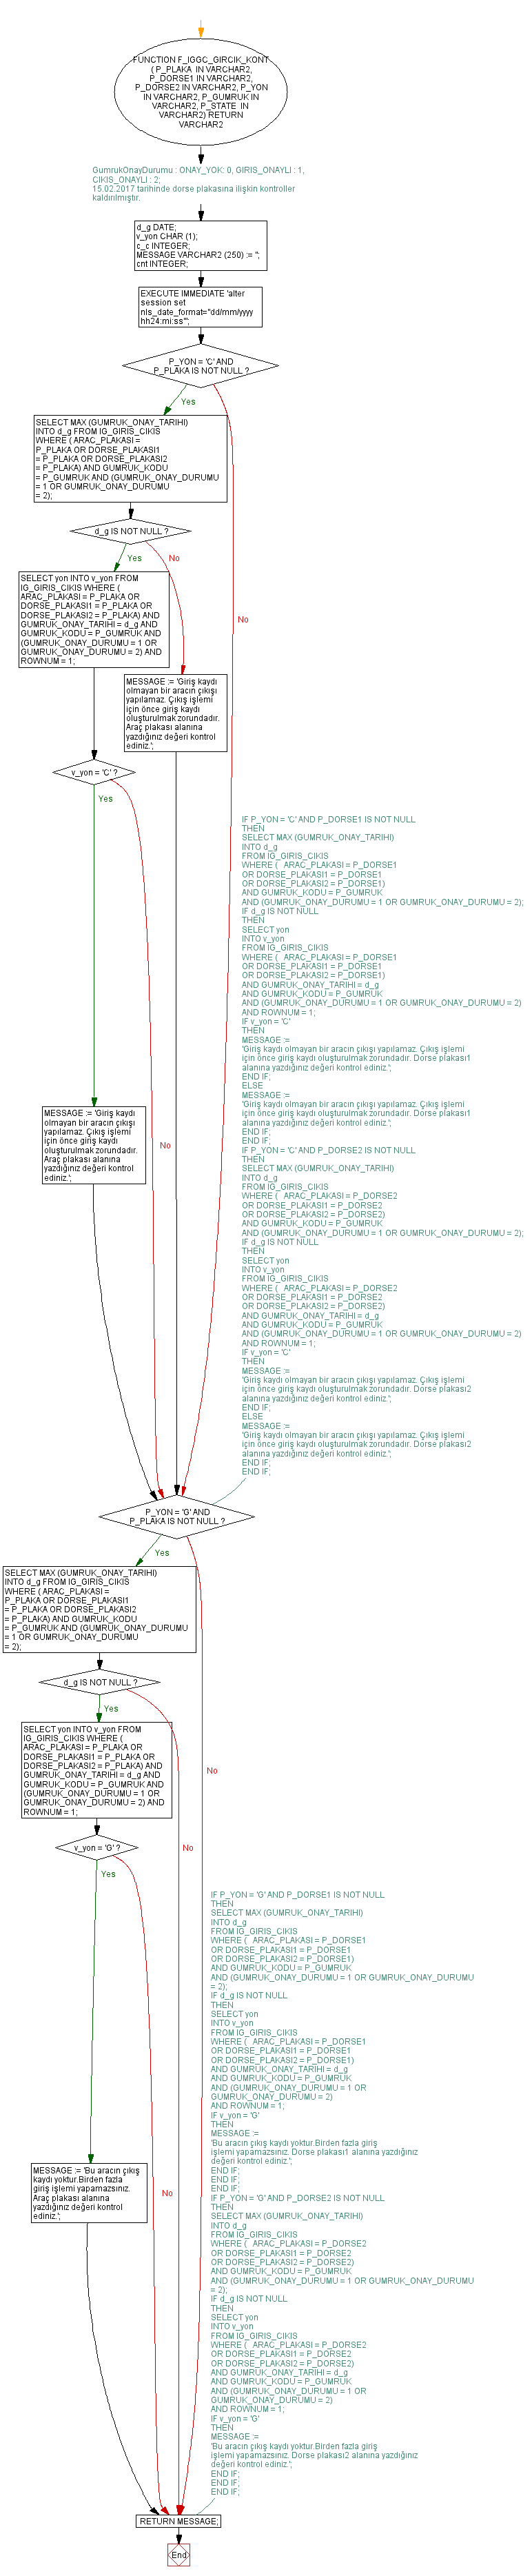 FUNCTION F_IGGC_GIRCIK_KONT
( P_PLAKA IN VARCHAR2,
P_DORSE1 IN VARCHAR2,
P_DORSE2 IN VARCHAR2, P_YON
IN VARCHAR2, P_GUMRUK IN
VARCHAR2, P_STATE IN
VARCHAR2) RETURN
VARCHAR2
GumrukOnayDurumu : ONAY_YOK: 0, GIRIS_ONAYLI : 1,
CIKIS_ONAYLI : 2;
15.02.2017 tarihinde dorse plakasına ilişkin kontroller
kaldırılmıştır.
d_g DATE;
v_yon CHAR (1);
c_c INTEGER;
MESSAGE VARCHAR2 (250) := '';
cnt INTEGER;
EXECUTE IMMEDIATE 'alter
session set
nls_date_format="dd/mm/yyyy
hh24:mi:ss"';
P_YON = 'C' AND
P_PLAKA IS NOT NULL ?
Yes
SELECT MAX (GUMRUK_ONAY_TARIHI)
INTO d_g FROM IG_GIRIS_CIKIS
WHERE ( ARAC_PLAKASI =
P_PLAKA OR DORSE_PLAKASI1
= P_PLAKA OR DORSE_PLAKASI2
= P_PLAKA) AND GUMRUK_KODU
= P_GUMRUK AND (GUMRUK_ONAY_DURUMU
= 1 OR GUMRUK_ONAY_DURUMU
= 2);
d_g IS NOT NULL ?
Yes
No
SELECT yon INTO v_yon FROM
IG_GIRIS_CIKIS WHERE (
ARAC_PLAKASI = P_PLAKA OR
DORSE_PLAKASI1 = P_PLAKA OR
DORSE_PLAKASI2 = P_PLAKA) AND
GUMRUK_ONAY_TARIHI = d_g AND
GUMRUK_KODU = P_GUMRUK AND
(GUMRUK_ONAY_DURUMU = 1 OR
GUMRUK_ONAY_DURUMU = 2) AND
ROWNUM = 1;
No
MESSAGE := 'Giriş kaydı
olmayan bir aracın çıkışı
yapılamaz. Çıkış işlemi
için önce giriş kaydı
oluşturulmak zorundadır.
Araç plakası alanına
yazdığınız değeri kontrol
ediniz.';
v_yon = 'C' ?
Yes
IF P_YON = 'C' AND P_DORSE1 IS NOT NULL
THEN
SELECT MAX (GUMRUK_ONAY_TARIHI)
INTO d_g
FROM IG_GIRIS_CIKIS
WHERE ( ARAC_PLAKASI = P_DORSE1
OR DORSE_PLAKASI1 = P_DORSE1
OR DORSE_PLAKASI2 = P_DORSE1)
AND GUMRUK_KODU = P_GUMRUK
AND (GUMRUK_ONAY_DURUMU = 1 OR GUMRUK_ONAY_DURUMU = 2);
IF d_g IS NOT NULL
THEN
SELECT yon
INTO v_yon
FROM IG_GIRIS_CIKIS
WHERE ( ARAC_PLAKASI = P_DORSE1
OR DORSE_PLAKASI1 = P_DORSE1
OR DORSE_PLAKASI2 = P_DORSE1)
AND GUMRUK_ONAY_TARIHI = d_g
AND GUMRUK_KODU = P_GUMRUK
AND (GUMRUK_ONAY_DURUMU = 1 OR GUMRUK_ONAY_DURUMU = 2)
AND ROWNUM = 1;
IF v_yon = 'C'
THEN
MESSAGE :=
'Giriş kaydı olmayan bir aracın çıkışı yapılamaz. Çıkış işlemi
için önce giriş kaydı oluşturulmak zorundadır. Dorse plakası1
alanına yazdığınız değeri kontrol ediniz.';
END IF;
ELSE
MESSAGE :=
'Giriş kaydı olmayan bir aracın çıkışı yapılamaz. Çıkış işlemi
için önce giriş kaydı oluşturulmak zorundadır. Dorse plakası1
alanına yazdığınız değeri kontrol ediniz.';
END IF;
END IF;
IF P_YON = 'C' AND P_DORSE2 IS NOT NULL
THEN
SELECT MAX (GUMRUK_ONAY_TARIHI)
INTO d_g
FROM IG_GIRIS_CIKIS
WHERE ( ARAC_PLAKASI = P_DORSE2
OR DORSE_PLAKASI1 = P_DORSE2
OR DORSE_PLAKASI2 = P_DORSE2)
AND GUMRUK_KODU = P_GUMRUK
AND (GUMRUK_ONAY_DURUMU = 1 OR GUMRUK_ONAY_DURUMU = 2);
IF d_g IS NOT NULL
THEN
SELECT yon
INTO v_yon
FROM IG_GIRIS_CIKIS
WHERE ( ARAC_PLAKASI = P_DORSE2
OR DORSE_PLAKASI1 = P_DORSE2
OR DORSE_PLAKASI2 = P_DORSE2)
AND GUMRUK_ONAY_TARIHI = d_g
AND GUMRUK_KODU = P_GUMRUK
AND (GUMRUK_ONAY_DURUMU = 1 OR GUMRUK_ONAY_DURUMU = 2)
AND ROWNUM = 1;
IF v_yon = 'C'
THEN
MESSAGE :=
'Giriş kaydı olmayan bir aracın çıkışı yapılamaz. Çıkış işlemi
için önce giriş kaydı oluşturulmak zorundadır. Dorse plakası2
alanına yazdığınız değeri kontrol ediniz.';
END IF;
ELSE
MESSAGE :=
'Giriş kaydı olmayan bir aracın çıkışı yapılamaz. Çıkış işlemi
için önce giriş kaydı oluşturulmak zorundadır. Dorse plakası2
alanına yazdığınız değeri kontrol ediniz.';
END IF;
END IF;
MESSAGE := 'Giriş kaydı
olmayan bir aracın çıkışı
yapılamaz. Çıkış işlemi
için önce giriş kaydı
oluşturulmak zorundadır.
Araç plakası alanına
yazdığınız değeri kontrol
ediniz.';
No
P_YON = 'G' AND
P_PLAKA IS NOT NULL ?
Yes
SELECT MAX (GUMRUK_ONAY_TARIHI)
INTO d_g FROM IG_GIRIS_CIKIS
WHERE ( ARAC_PLAKASI =
P_PLAKA OR DORSE_PLAKASI1
= P_PLAKA OR DORSE_PLAKASI2
= P_PLAKA) AND GUMRUK_KODU
= P_GUMRUK AND (GUMRUK_ONAY_DURUMU
= 1 OR GUMRUK_ONAY_DURUMU
= 2);
d_g IS NOT NULL ?
Yes
SELECT yon INTO v_yon FROM
IG_GIRIS_CIKIS WHERE (
ARAC_PLAKASI = P_PLAKA OR
DORSE_PLAKASI1 = P_PLAKA OR
DORSE_PLAKASI2 = P_PLAKA) AND
GUMRUK_ONAY_TARIHI = d_g AND
GUMRUK_KODU = P_GUMRUK AND
(GUMRUK_ONAY_DURUMU = 1 OR
GUMRUK_ONAY_DURUMU = 2) AND
ROWNUM = 1;
No
v_yon = 'G' ?
No
Yes
IF P_YON = 'G' AND P_DORSE1 IS NOT NULL
THEN
SELECT MAX (GUMRUK_ONAY_TARIHI)
INTO d_g
FROM IG_GIRIS_CIKIS
WHERE ( ARAC_PLAKASI = P_DORSE1
OR DORSE_PLAKASI1 = P_DORSE1
OR DORSE_PLAKASI2 = P_DORSE1)
AND GUMRUK_KODU = P_GUMRUK
AND (GUMRUK_ONAY_DURUMU = 1 OR GUMRUK_ONAY_DURUMU
= 2);
IF d_g IS NOT NULL
THEN
SELECT yon
INTO v_yon
FROM IG_GIRIS_CIKIS
WHERE ( ARAC_PLAKASI = P_DORSE1
OR DORSE_PLAKASI1 = P_DORSE1
OR DORSE_PLAKASI2 = P_DORSE1)
AND GUMRUK_ONAY_TARIHI = d_g
AND GUMRUK_KODU = P_GUMRUK
AND (GUMRUK_ONAY_DURUMU = 1 OR
GUMRUK_ONAY_DURUMU = 2)
AND ROWNUM = 1;
IF v_yon = 'G'
THEN
MESSAGE :=
'Bu aracın çıkış kaydı yoktur.Birden fazla giriş
işlemi yapamazsınız. Dorse plakası1 alanına yazdığınız
değeri kontrol ediniz.';
END IF;
END IF;
END IF;
IF P_YON = 'G' AND P_DORSE2 IS NOT NULL
THEN
SELECT MAX (GUMRUK_ONAY_TARIHI)
INTO d_g
FROM IG_GIRIS_CIKIS
WHERE ( ARAC_PLAKASI = P_DORSE2
OR DORSE_PLAKASI1 = P_DORSE2
OR DORSE_PLAKASI2 = P_DORSE2)
AND GUMRUK_KODU = P_GUMRUK
AND (GUMRUK_ONAY_DURUMU = 1 OR GUMRUK_ONAY_DURUMU
= 2);
IF d_g IS NOT NULL
THEN
SELECT yon
INTO v_yon
FROM IG_GIRIS_CIKIS
WHERE ( ARAC_PLAKASI = P_DORSE2
OR DORSE_PLAKASI1 = P_DORSE2
OR DORSE_PLAKASI2 = P_DORSE2)
AND GUMRUK_ONAY_TARIHI = d_g
AND GUMRUK_KODU = P_GUMRUK
AND (GUMRUK_ONAY_DURUMU = 1 OR
GUMRUK_ONAY_DURUMU = 2)
AND ROWNUM = 1;
IF v_yon = 'G'
THEN
MESSAGE :=
'Bu aracın çıkış kaydı yoktur.Birden fazla giriş
işlemi yapamazsınız. Dorse plakası2 alanına yazdığınız
değeri kontrol ediniz.';
END IF;
END IF;
END IF;
MESSAGE := 'Bu aracın çıkış
kaydı yoktur.Birden fazla
giriş işlemi yapamazsınız.
Araç plakası alanına
yazdığınız değeri kontrol
ediniz.';
No
RETURN MESSAGE;
End